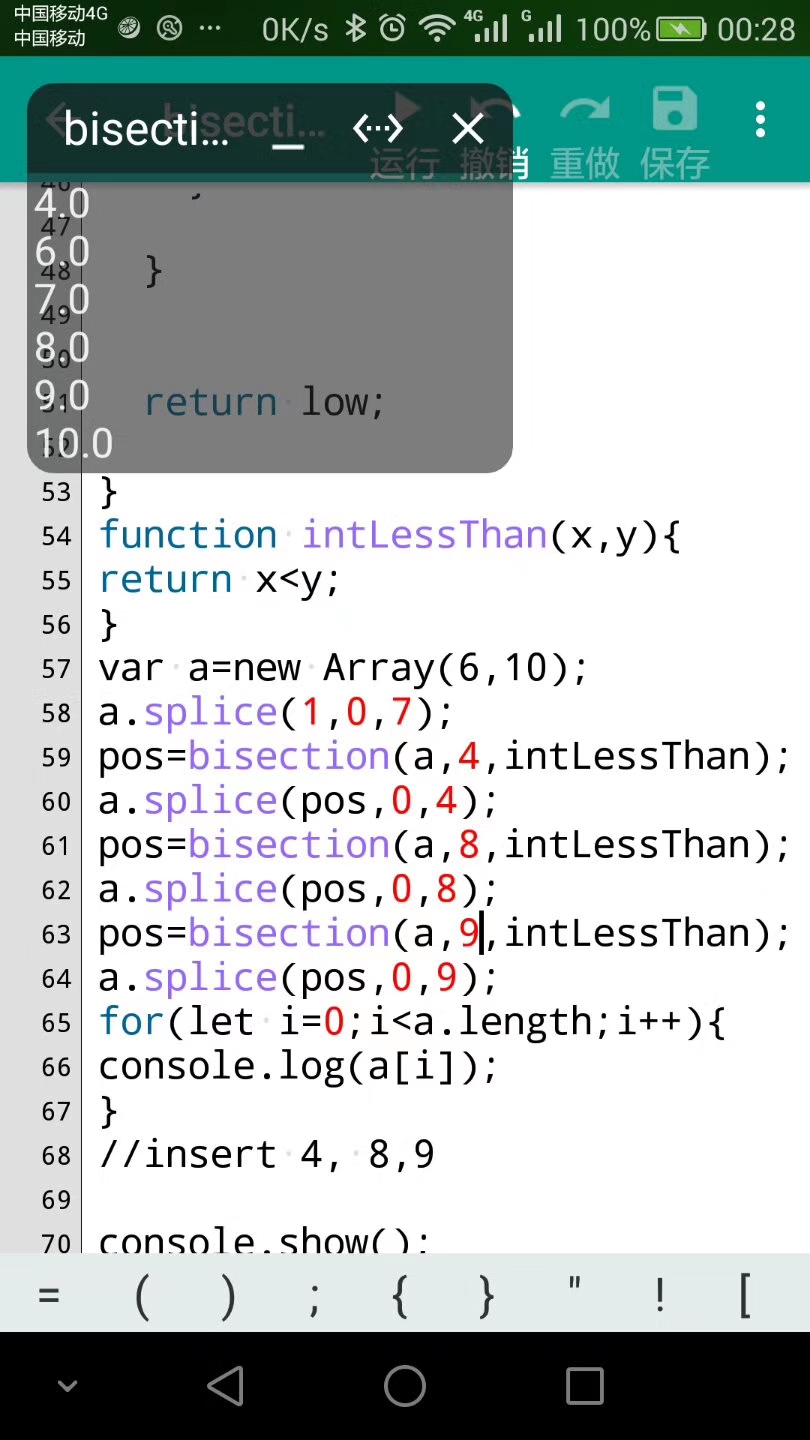 中国移动4G
中国移动
0K/s 4G G 100% 00:28
bisecti...
运行 撤销 重做 保存
46
4.0
47
6.0
48 }
7.0
49
8.0
50
9.0
51 return low;
10.0
52
53 }
54 function intLessThan(x,y){
55 return x<y;
56 }
57 var a=new Array(6,10);
58 a.splice(1,0,7);
59 pos=bisection(a,4,intLessThan);
60 a.splice(pos,0,4);
61 pos=bisection(a,8,intLessThan);
62 a.splice(pos,0,8);
63 pos=bisection(a,9,intLessThan);
64 a.splice(pos,0,9);
65 for(let i=0;i<a.length;i++){
66 console.log(a[i]);
67 }
68 //insert 4, 8,9
69
70 console.show();
= ( ) ; { } " ! [